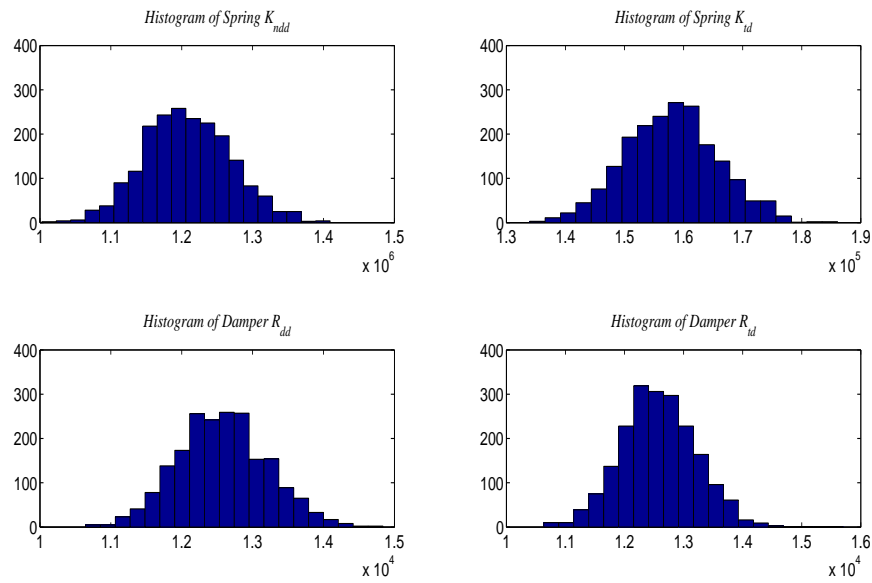 Histogram of Spring K_ndd
400
300
200
100
0
1 1.1 1.2 1.3 1.4 1.5
x 10^6
Histogram of Spring K_td
400
300
200
100
0
1.3 1.4 1.5 1.6 1.7 1.8 1.9
x 10^5
Histogram of Damper R_dd
400
300
200
100
0
1 1.1 1.2 1.3 1.4 1.5
x 10^4
Histogram of Damper R_td
400
300
200
100
0
1 1.1 1.2 1.3 1.4 1.5 1.6
x 10^4